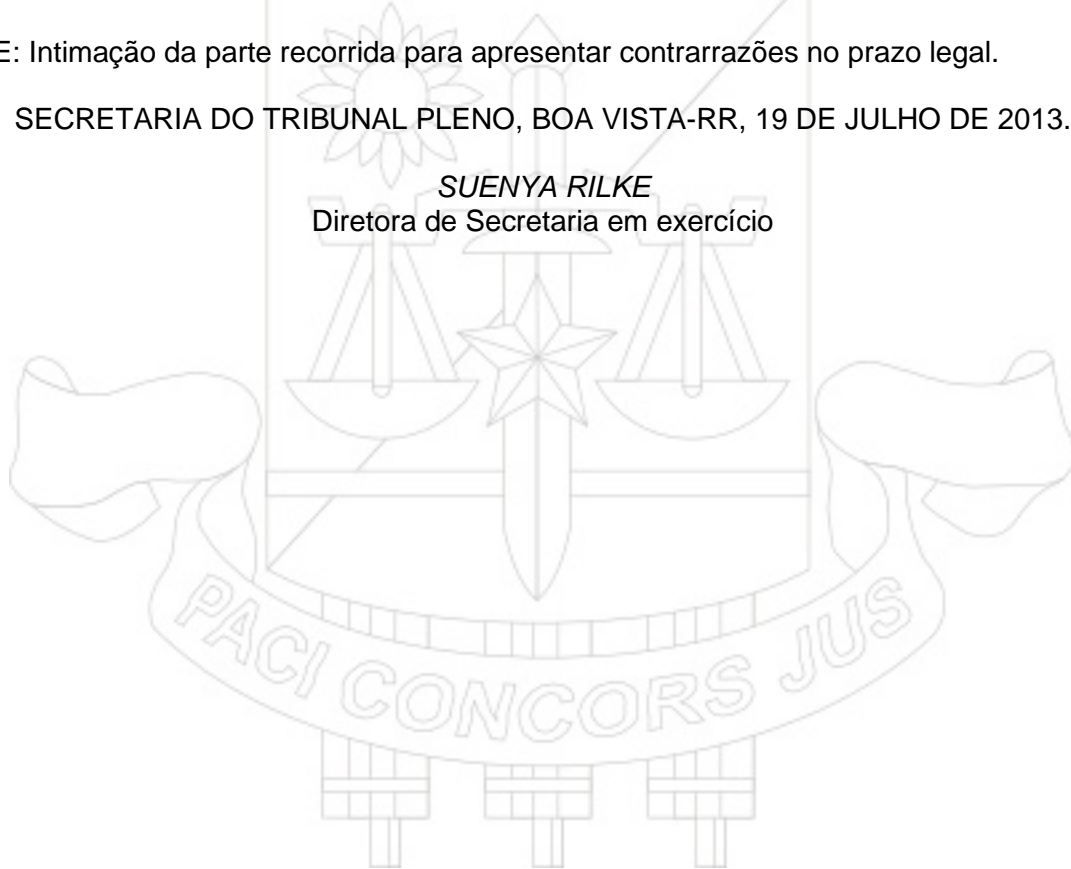 E: Intimação da parte recorrida para apresentar contrarrazões no prazo legal.
SECRETARIA DO TRIBUNAL PLENO, BOA VISTA-RR, 19 DE JULHO DE 2013.
SUENYA RILKE
Diretora de Secretaria em exercício
PACI CONCORS JUS